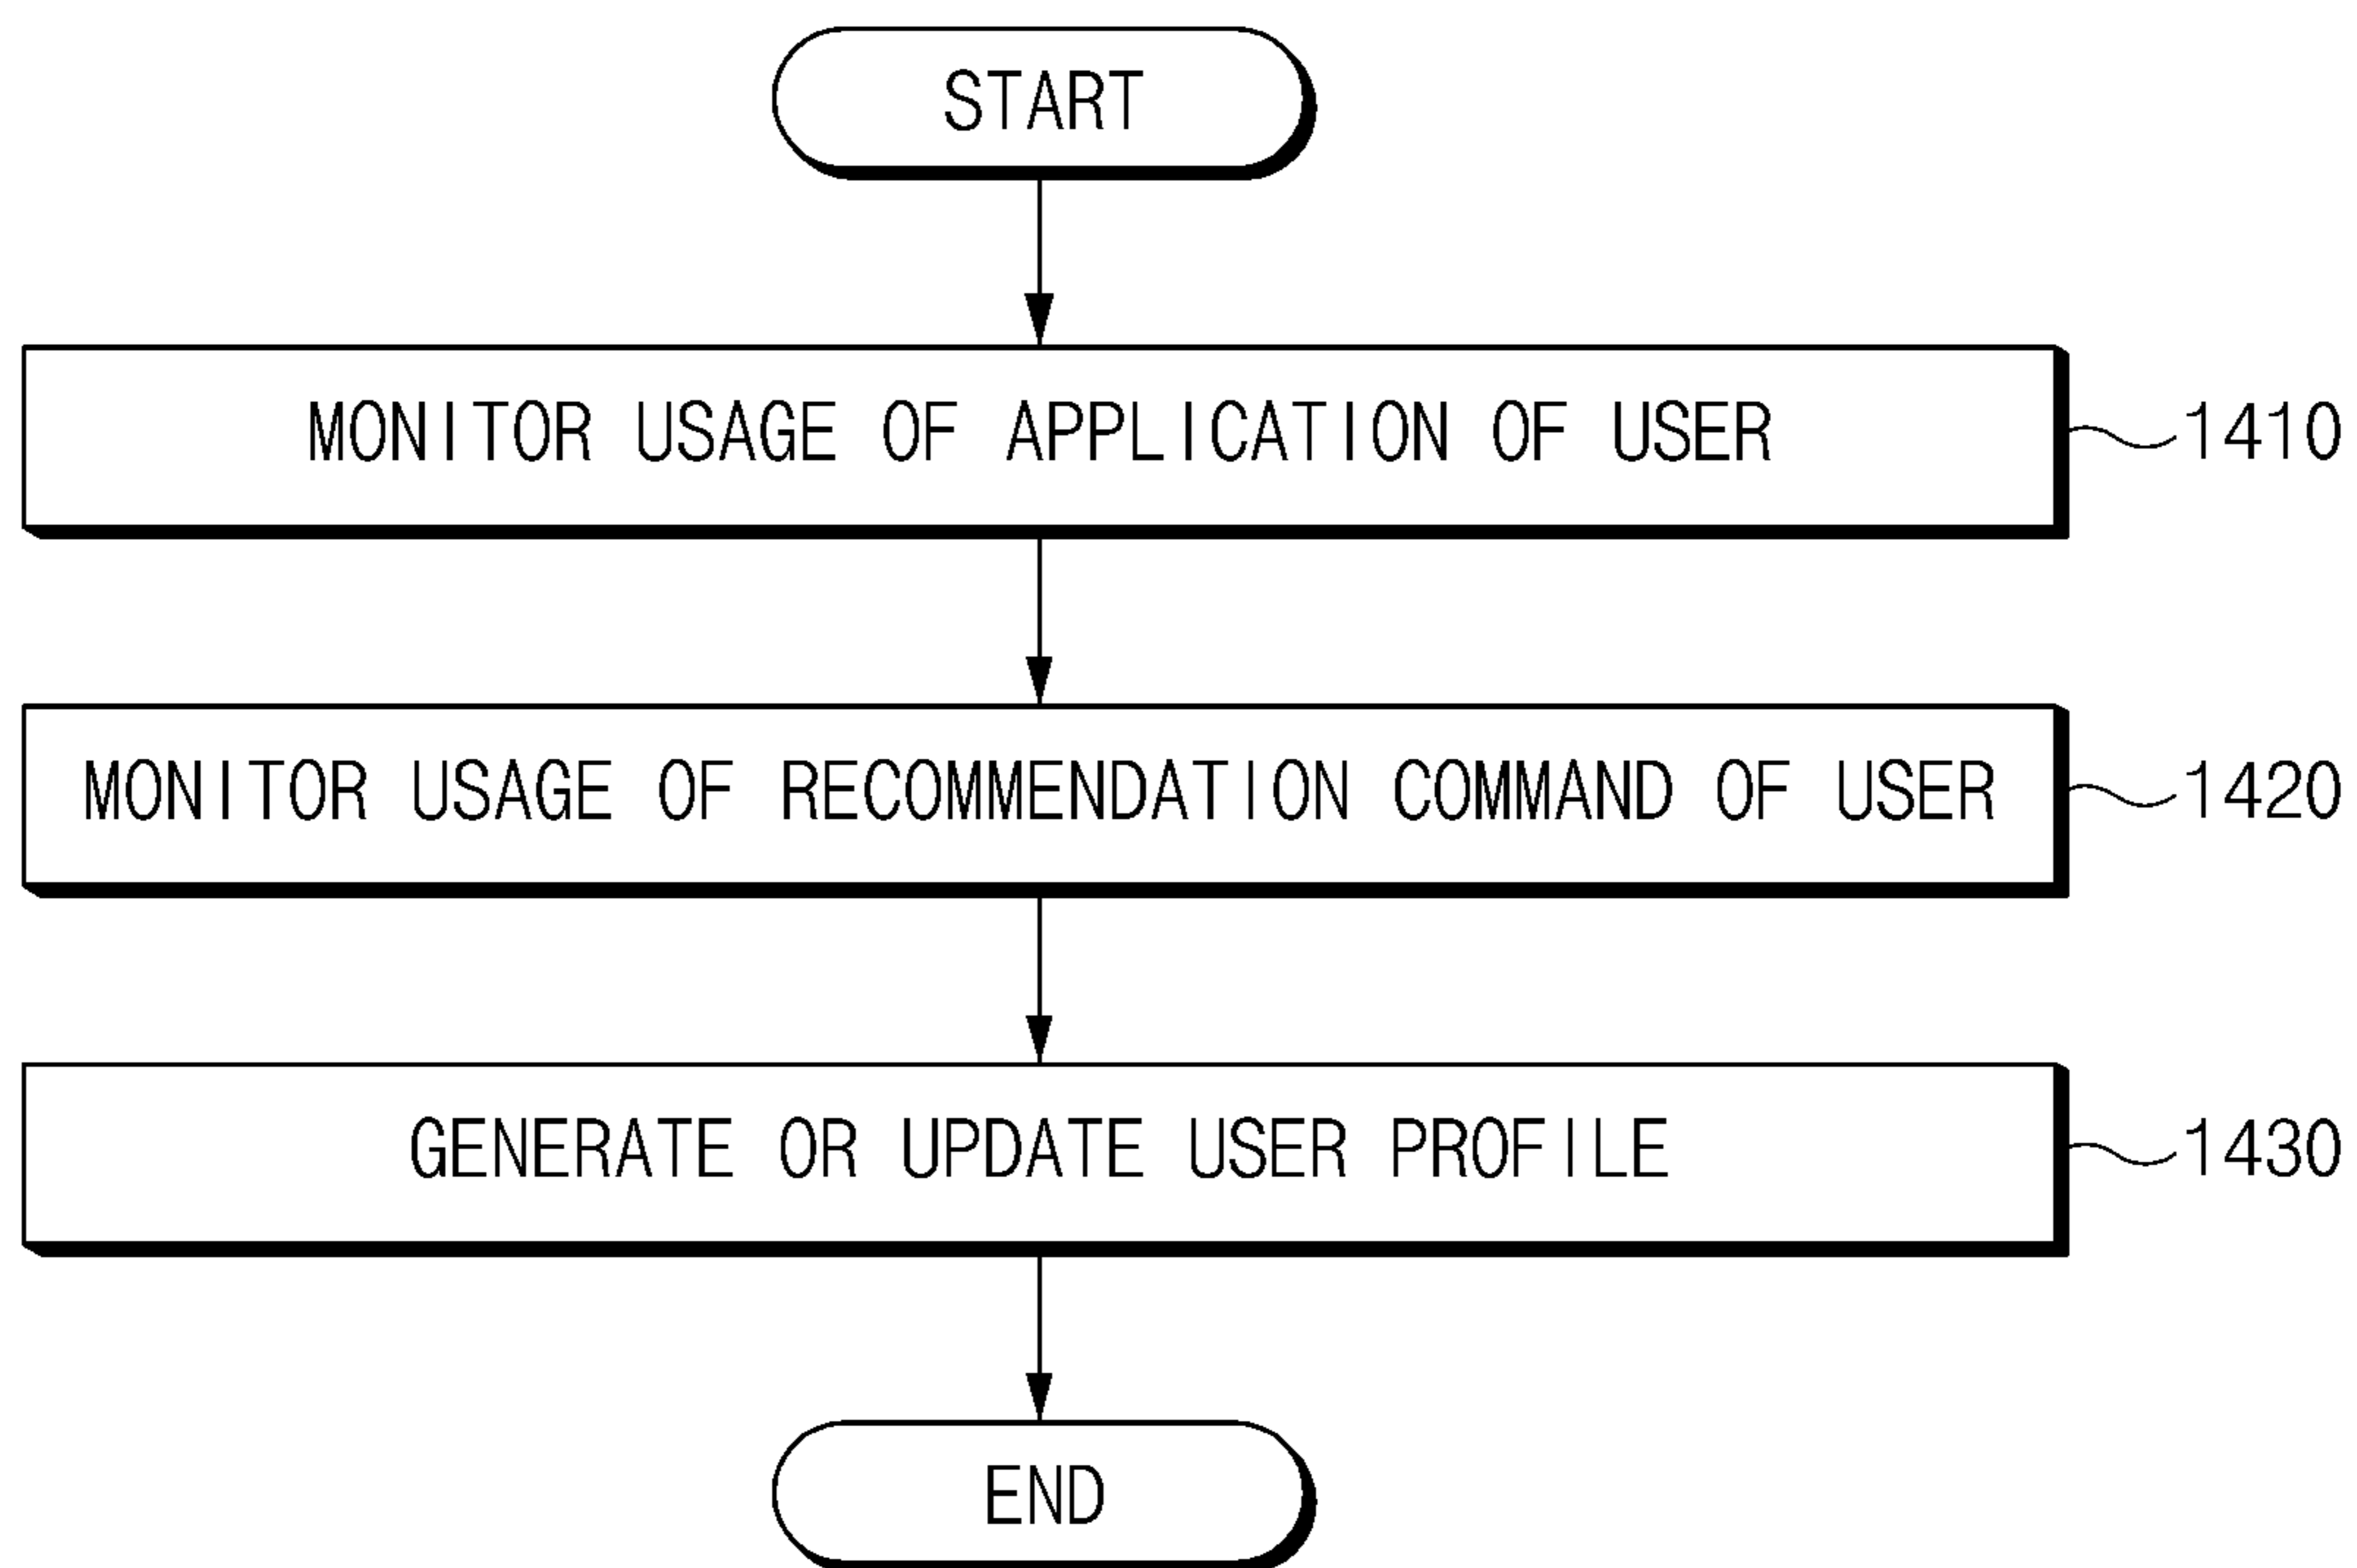 START
MONITOR USAGE OF APPLICATION OF USER
1410
MONITOR USAGE OF RECOMMENDATION COMMAND OF USER
1420
GENERATE OR UPDATE USER PROFILE
1430
END